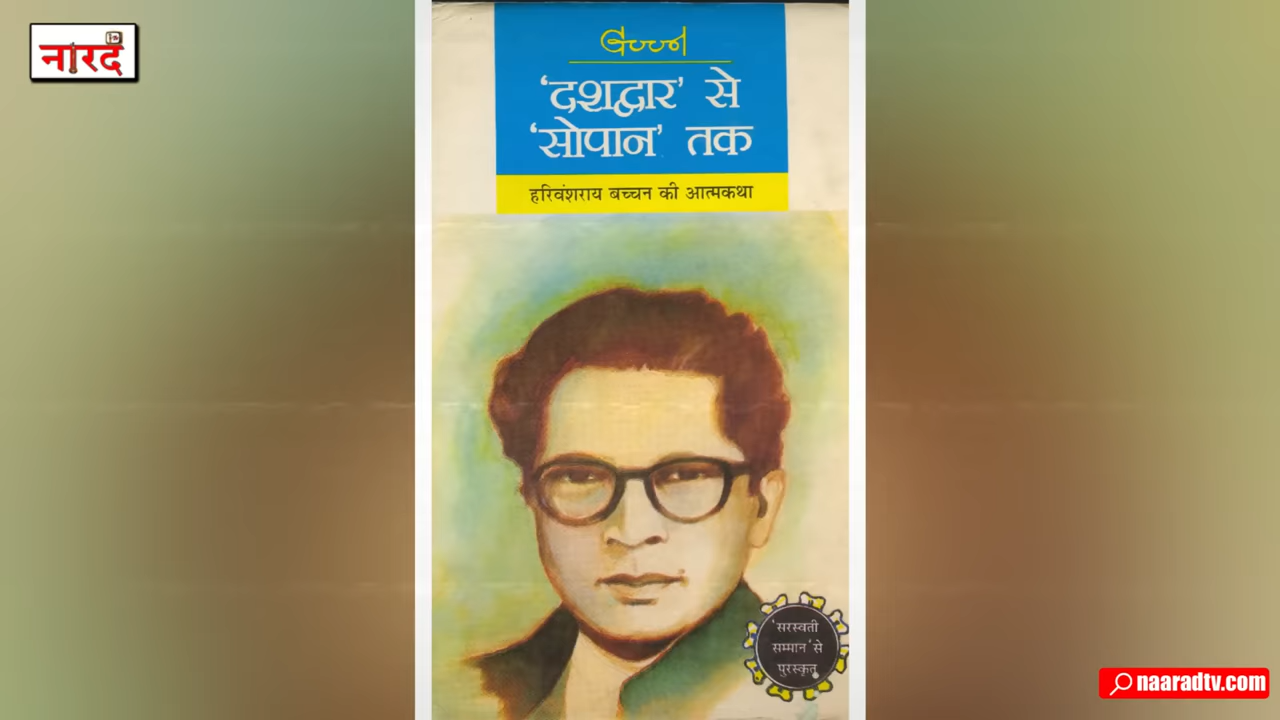 नारद
बच्चन
‘दशद्वार’ से
‘सोपान’ तक
हरिवंशराय बच्चन की आत्मकथा
‘सरस्वती
सम्मान’ से
पुरस्कृत
naaradtv.com